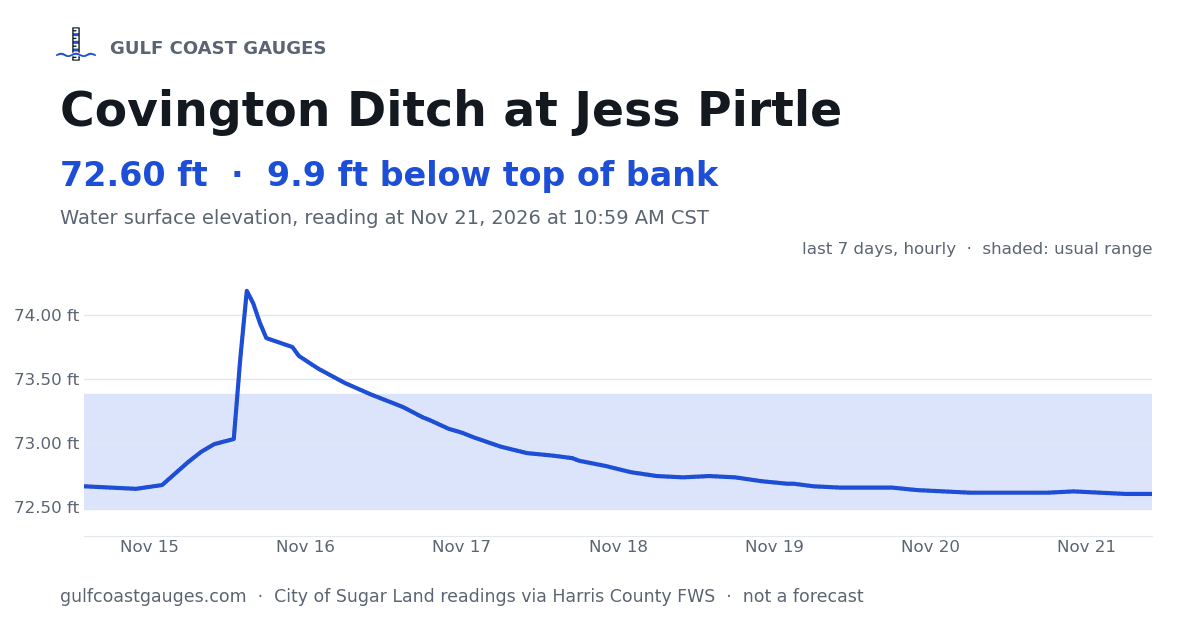 GULF COAST GAUGES
Covington Ditch at Jess Pirtle
72.60 ft · 9.9 ft below top of bank
Water surface elevation, reading at Nov 21, 2026 at 10:59 AM CST
last 7 days, hourly · shaded: usual range
74.00 ft
73.50 ft
73.00 ft
72.50 ft
Nov 15 Nov 16 Nov 17 Nov 18 Nov 19 Nov 20 Nov 21
gulfcoastgauges.com · City of Sugar Land readings via Harris County FWS · not a forecast